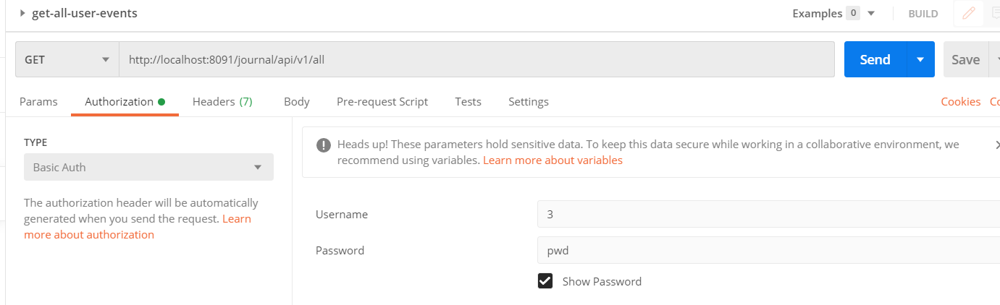 get-all-user-events
Examples 0
BUILD
GET
http://localhost:8091/journal/api/v1/all
Send
Save
Params
Authorization
Headers (7)
Body
Pre-request Script
Tests
Settings
Cookies
TYPE
Basic Auth
The authorization header will be automatically
generated when you send the request. Learn
more about authorization
Heads up! These parameters hold sensitive data. To keep this data secure while working in a collaborative environment, we
recommend using variables. Learn more about variables
Username
3
Password
pwd
Show Password